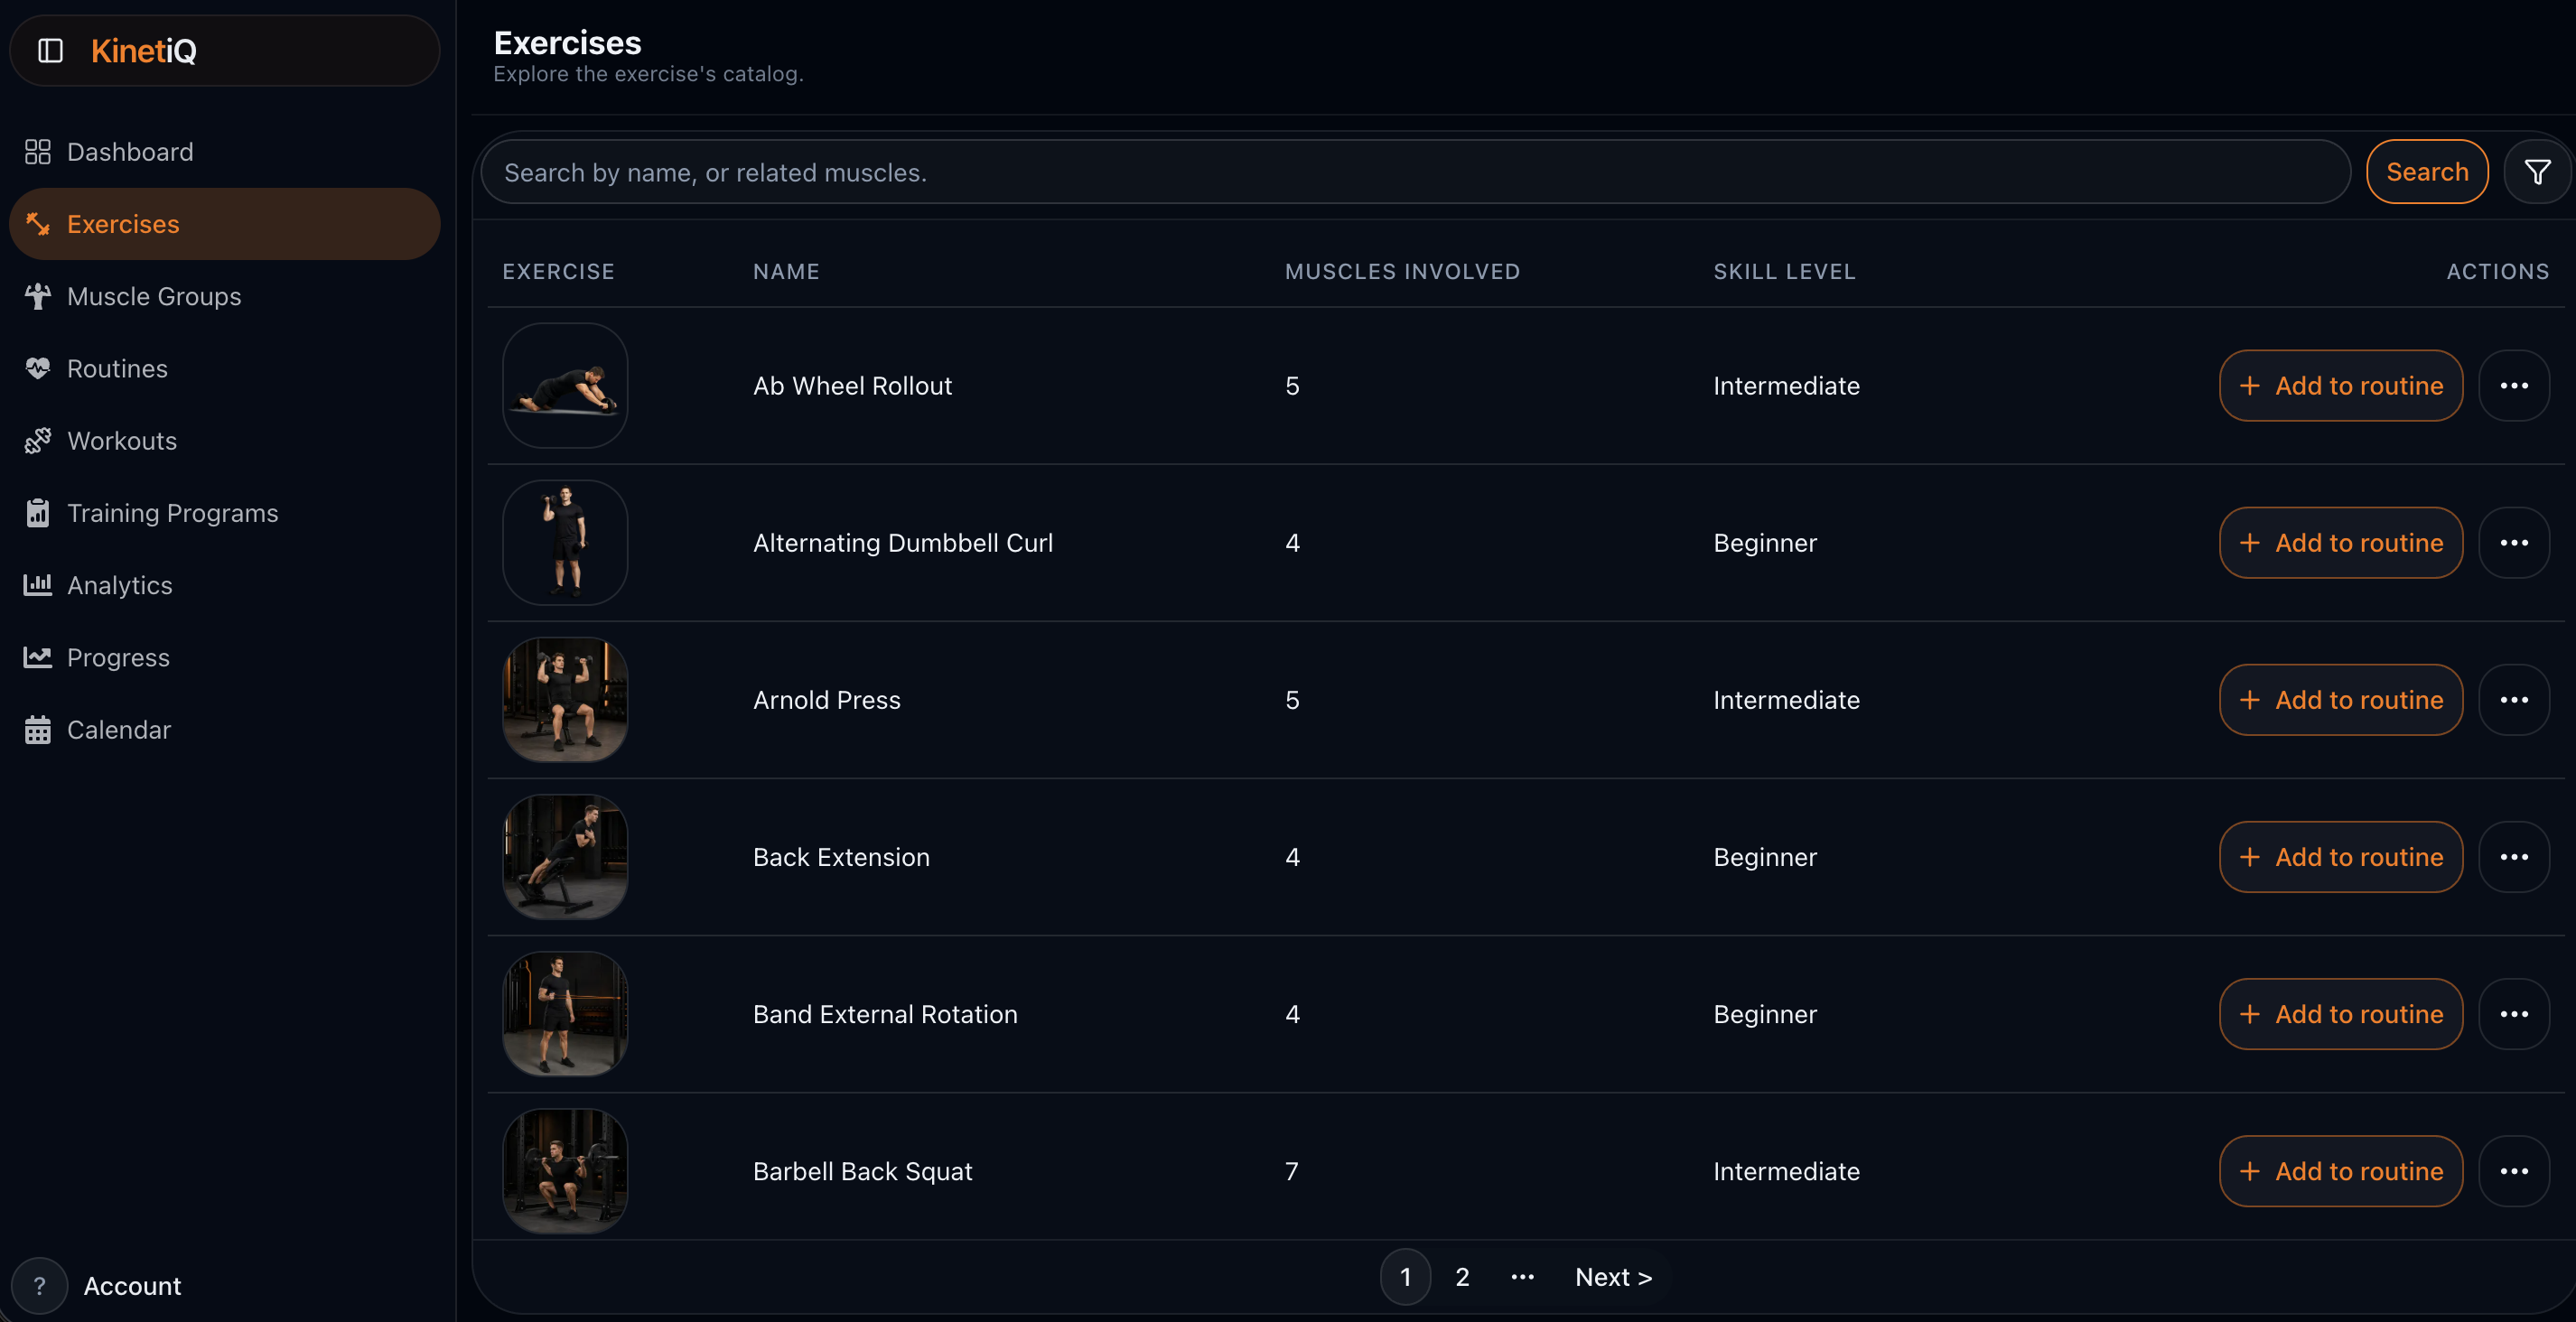 KinetiQ
Dashboard
Exercises
Muscle Groups
Routines
Workouts
Training Programs
Analytics
Progress
Calendar
? Account
Exercises
Explore the exercise's catalog.
Search by name, or related muscles. Search
EXERCISE NAME MUSCLES INVOLVED SKILL LEVEL ACTIONS
Ab Wheel Rollout 5 Intermediate + Add to routine ...
Alternating Dumbbell Curl 4 Beginner + Add to routine ...
Arnold Press 5 Intermediate + Add to routine ...
Back Extension 4 Beginner + Add to routine ...
Band External Rotation 4 Beginner + Add to routine ...
Barbell Back Squat 7 Intermediate + Add to routine ...
1 2 ... Next >